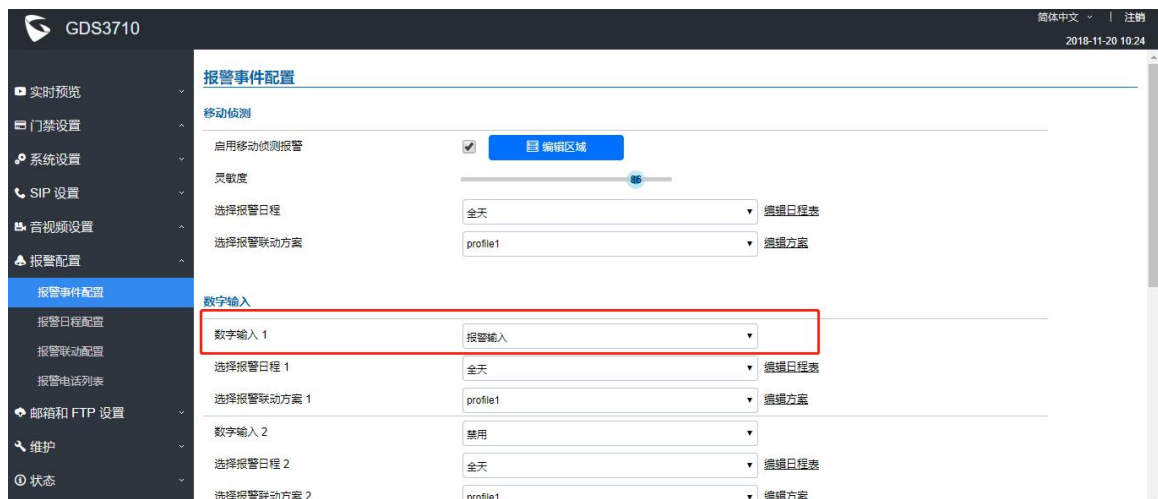 GDS3710
简体中文 | 注销
2018-11-20 10:24
实时预览
门禁设置
系统设置
SIP 设置
音视频设置
报警配置
报警事件配置
报警日程配置
报警联动配置
报警电话列表
邮箱和 FTP 设置
维护
状态
报警事件配置
移动侦测
启用移动侦测报警 编辑区域
灵敏度 86
选择报警日程 全天 编辑日程表
选择报警联动方案 profile1 编辑方案
数字输入
数字输入 1 报警输入
选择报警日程 1 全天 编辑日程表
选择报警联动方案 1 profile1 编辑方案
数字输入 2 禁用
选择报警日程 2 全天 编辑日程表
选择报警联动方案 2 profile1 编辑方案